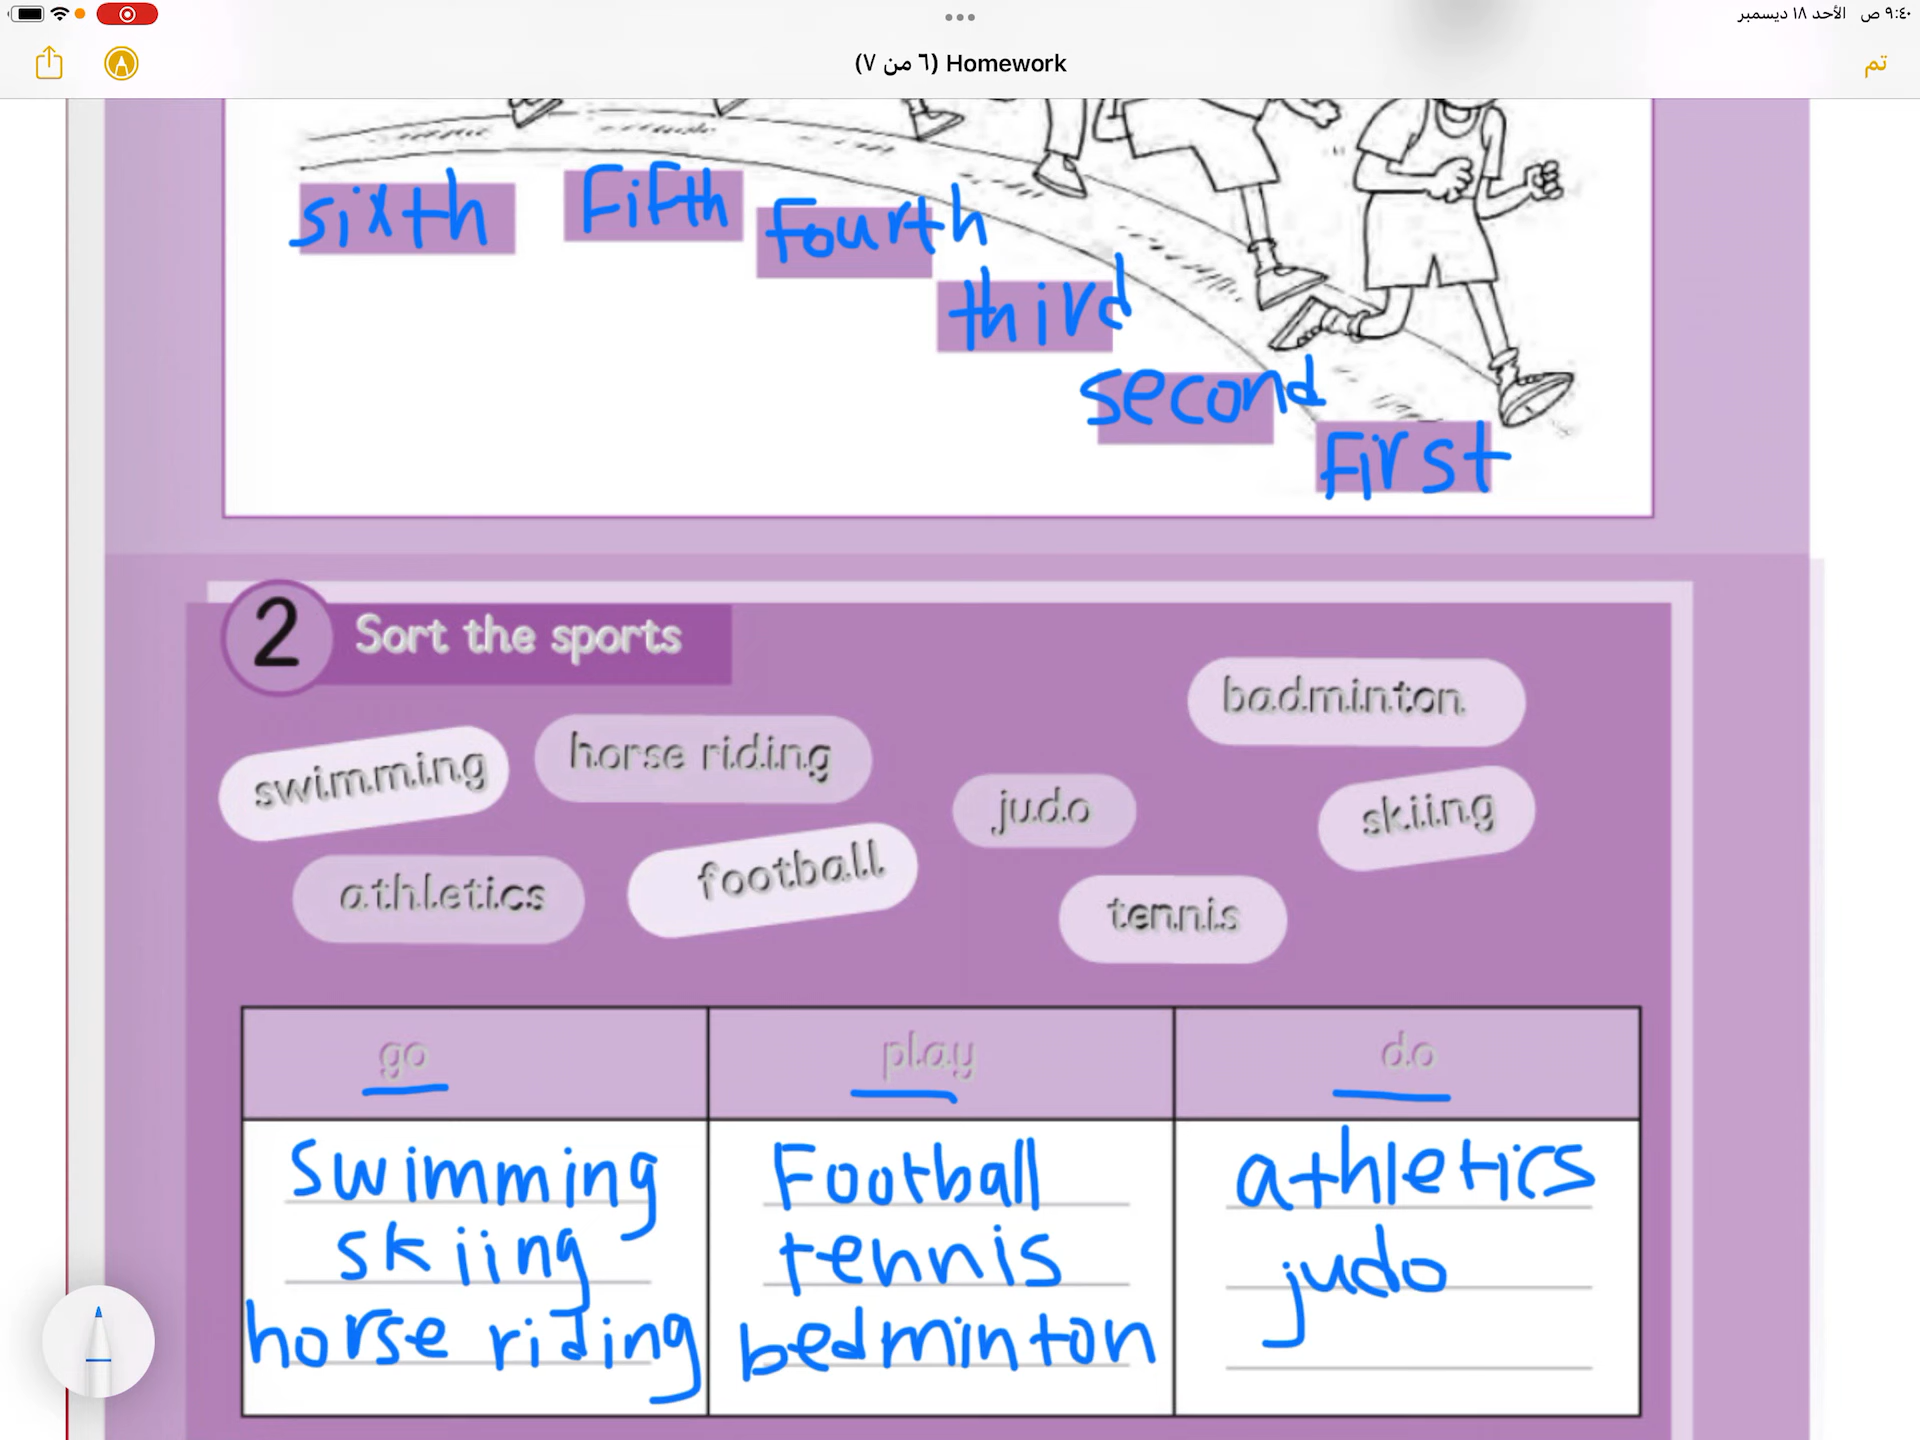 ٩:٤٠ ص الأحد ١٨ ديسمبر
Homework (٦ من ٧)
تم
sixth
Fifth
fourth
third
second
First
2 Sort the sports
badminton
swimming
horse riding
judo
skiing
athletics
football
tennis
go play do
swimming Football athletics
skiing tennis judo
horse riding bedminton